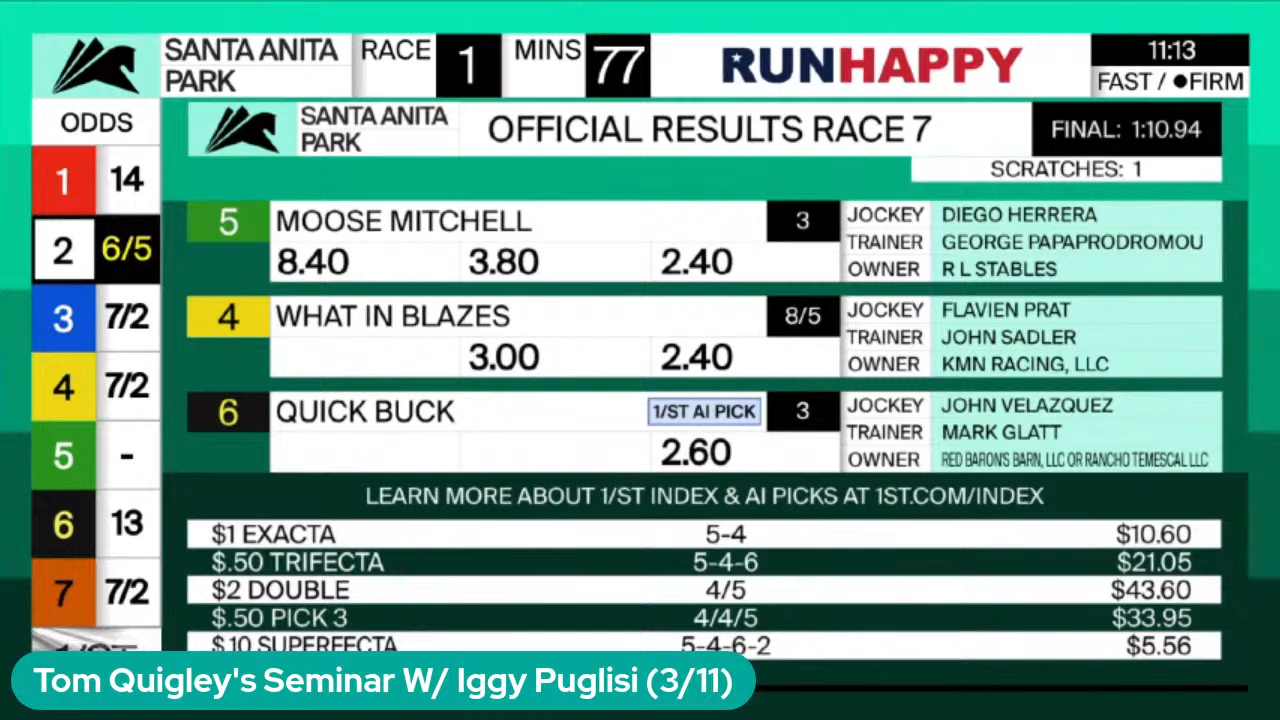 SANTA ANITA PARK RACE 1 MINS 77 RUNHAPPY 11:13
FAST / ●FIRM
ODDS
1 14
2 6/5
3 7/2
4 7/2
5 -
6 13
7 7/2
SANTA ANITA PARK OFFICIAL RESULTS RACE 7 FINAL: 1:10.94
SCRATCHES: 1
5 MOOSE MITCHELL 3 JOCKEY DIEGO HERRERA
TRAINER GEORGE PAPAPRODROMOU
8.40 3.80 2.40 OWNER R L STABLES
4 WHAT IN BLAZES 8/5 JOCKEY FLAVIEN PRAT
TRAINER JOHN SADLER
3.00 2.40 OWNER KMN RACING, LLC
6 QUICK BUCK 1/ST AI PICK 3 JOCKEY JOHN VELAZQUEZ
TRAINER MARK GLATT
2.60 OWNER RED BARON'S BARN, LLC OR RANCHO TEMESCAL LLC
LEARN MORE ABOUT 1/ST INDEX & AI PICKS AT 1ST.COM/INDEX
$1 EXACTA 5-4 $10.60
$.50 TRIFECTA 5-4-6 $21.05
$2 DOUBLE 4/5 $43.60
$.50 PICK 3 4/4/5 $33.95
$.10 SUPERFECTA 5-4-6-2 $5.56
Tom Quigley's Seminar W/ Iggy Puglisi (3/11)